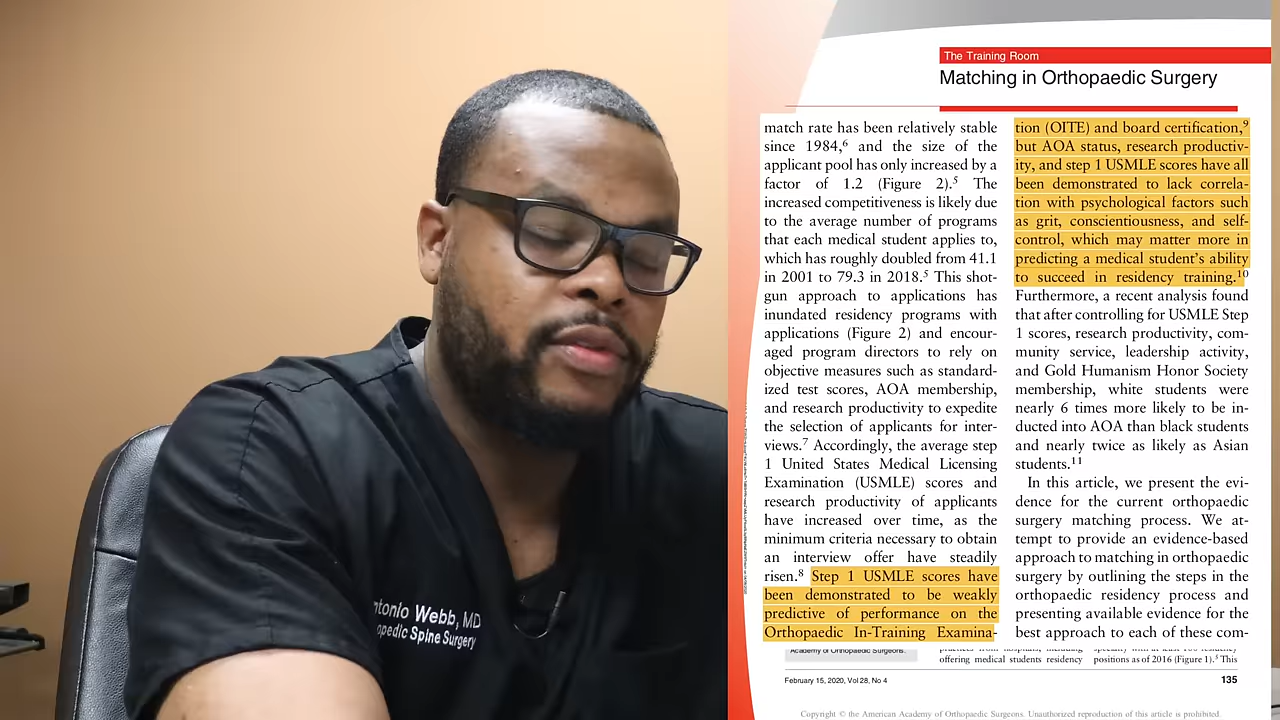 The Training Room
Matching in Orthopaedic Surgery
match rate has been relatively stable
since 1984,⁶ and the size of the
applicant pool has only increased by a
factor of 1.2 (Figure 2).⁵ The
increased competitiveness is likely due
to the average number of programs
that each medical student applies to,
which has roughly doubled from 41.1
in 2001 to 79.3 in 2018.⁵ This shot-
gun approach to applications has
inundated residency programs with
applications (Figure 2) and encour-
aged program directors to rely on
objective measures such as standard-
ized test scores, AOA membership,
and research productivity to expedite
the selection of applicants for inter-
views.⁷ Accordingly, the average step
1 United States Medical Licensing
Examination (USMLE) scores and
research productivity of applicants
have increased over time, as the
minimum criteria necessary to obtain
an interview offer have steadily
risen.⁸ Step 1 USMLE scores have
been demonstrated to be weakly
predictive of performance on the
Orthopaedic In-Training Examina-
tion (OITE) and board certification,⁹
but AOA status, research productiv-
ity, and step 1 USMLE scores have all
been demonstrated to lack correla-
tion with psychological factors such
as grit, conscientiousness, and self-
control, which may matter more in
predicting a medical student's ability
to succeed in residency training.¹⁰
Furthermore, a recent analysis found
that after controlling for USMLE Step
1 scores, research productivity, com-
munity service, leadership activity,
and Gold Humanism Honor Society
membership, white students were
nearly 6 times more likely to be in-
ducted into AOA than black students
and nearly twice as likely as Asian
students.¹¹
In this article, we present the evi-
dence for the current orthopaedic
surgery matching process. We at-
tempt to provide an evidence-based
approach to matching in orthopaedic
surgery by outlining the steps in the
orthopaedic residency process and
presenting available evidence for the
best approach to each of these com-
Academy of Orthopaedic Surgeons.
offering medical students residency
positions as of 2016 (Figure 1).⁴ This
February 15, 2020, Vol 28, No 4
135
Copyright © the American Academy of Orthopaedic Surgeons. Unauthorized reproduction of this article is prohibited.
ntonio Webb, MD
opedic Spine Surgery